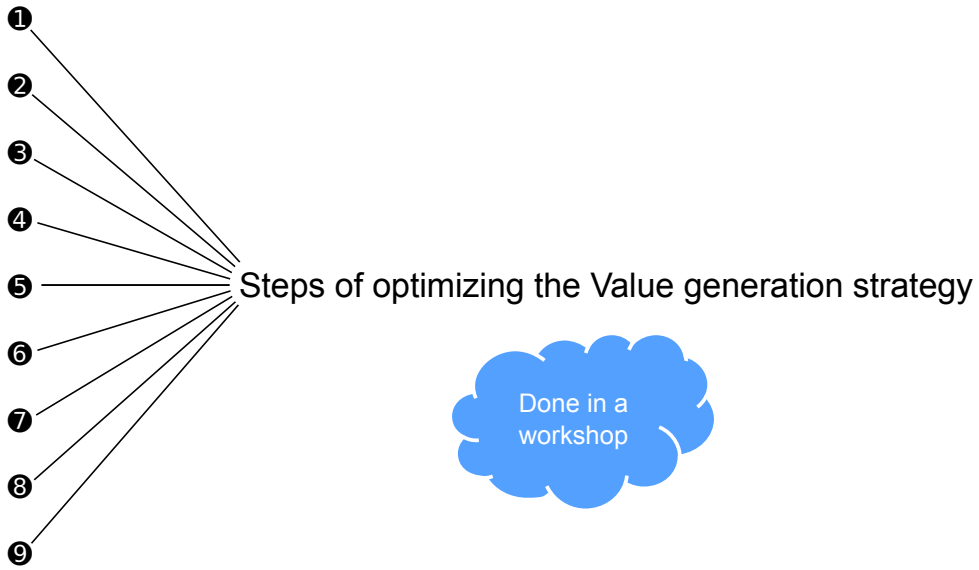 ❶
❷
❸
❹
❺ Steps of optimizing the Value generation strategy
❻
❼
❽
❾
Done in a
workshop